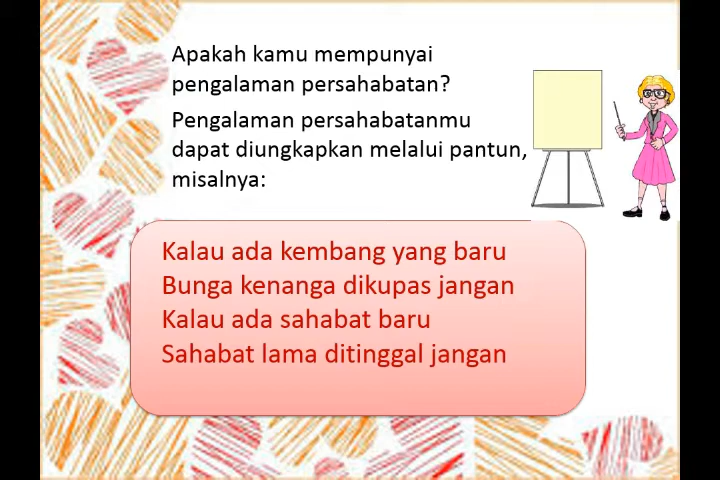 Apakah kamu mempunyai
pengalaman persahabatan?
Pengalaman persahabatanmu
dapat diungkapkan melalui pantun,
misalnya:
Kalau ada kembang yang baru
Bunga kenanga dikupas jangan
Kalau ada sahabat baru
Sahabat lama ditinggal jangan